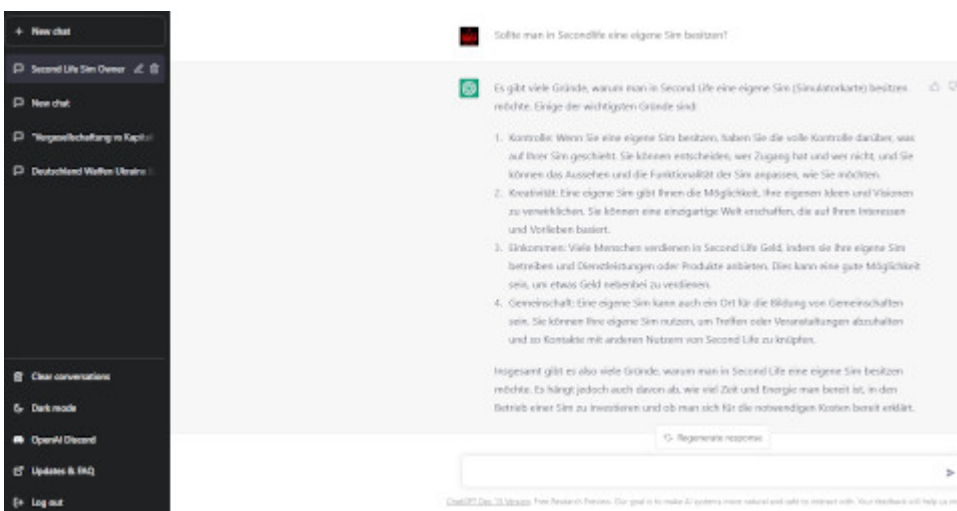 + New chat
Second Life Sim Owner
New chat
"Vergesellschaftung vs Kapital
Deutschland Waffen Ukraine
Clear conversations
Dark mode
OpenAI Discord
Updates & FAQ
Log out
Sollte man in Secondlife eine eigene Sim besitzen?
Es gibt viele Gründe, warum man in Second Life eine eigene Sim (Simulatorkarte) besitzen
möchte. Einige der wichtigsten Gründe sind:
1. Kontrolle: Wenn Sie eine eigene Sim besitzen, haben Sie die volle Kontrolle darüber, was
auf Ihrer Sim geschieht. Sie können entscheiden, wer Zugang hat und wer nicht, und Sie
können das Aussehen und die Funktionalität der Sim anpassen, wie Sie möchten.
2. Kreativität: Eine eigene Sim gibt Ihnen die Möglichkeit, Ihre eigenen Ideen und Visionen
zu verwirklichen. Sie können eine einzigartige Welt erschaffen, die auf Ihren Interessen
und Vorlieben basiert.
3. Einkommen: Viele Menschen verdienen in Second Life Geld, indem sie ihre eigene Sim
betreiben und Dienstleistungen oder Produkte anbieten. Dies kann eine gute Möglichkeit
sein, um etwas Geld nebenbei zu verdienen.
4. Gemeinschaft: Eine eigene Sim kann auch ein Ort für die Bildung von Gemeinschaften
sein. Sie können Ihre eigene Sim nutzen, um Treffen oder Veranstaltungen abzuhalten
und so Kontakte mit anderen Nutzern von Second Life zu knüpfen.
Insgesamt gibt es also viele Gründe, warum man in Second Life eine eigene Sim besitzen
möchte. Es hängt jedoch auch davon ab, wie viel Zeit und Energie man bereit ist, in den
Betrieb einer Sim zu investieren und ob man sich für die notwendigen Kosten bereit erklärt.
Regenerate response
ChatGPT Dec 15 Version. Free Research Preview. Our goal is to make AI systems more natural and safe to interact with. Your feedback will help us